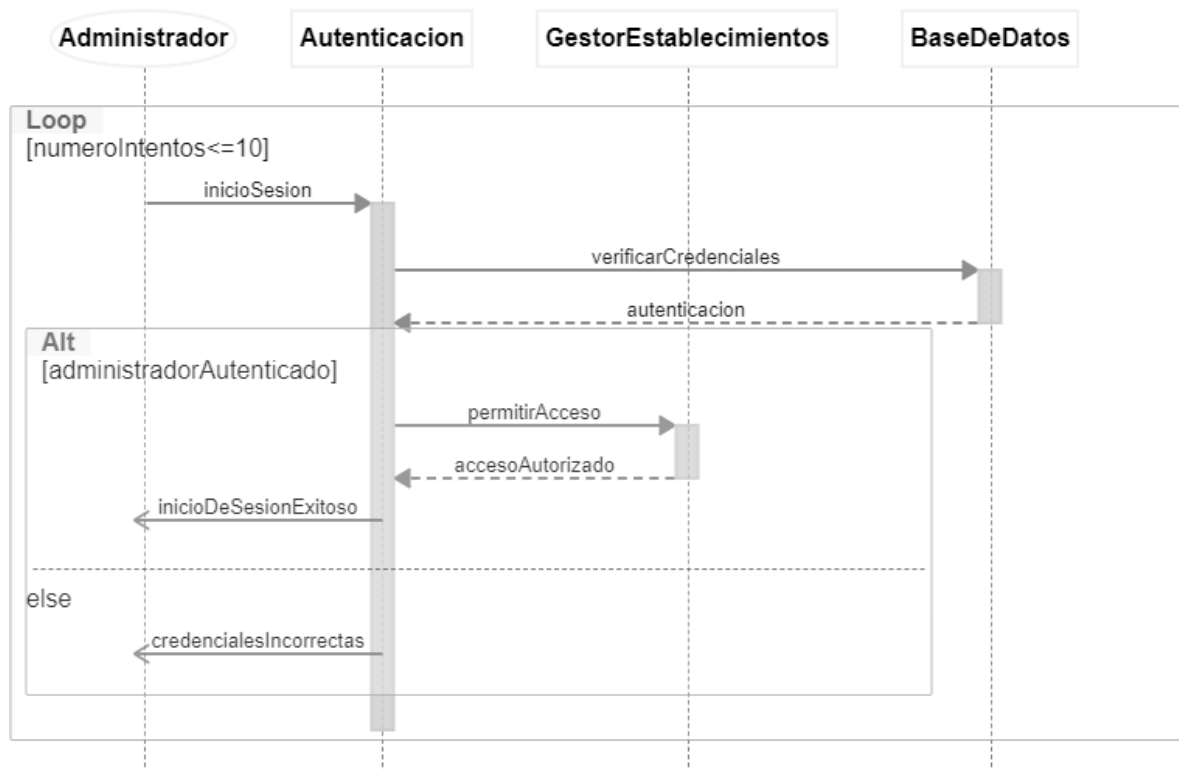 Administrador
Autenticacion
GestorEstablecimientos
BaseDeDatos
Loop
[numeroIntentos<=10]
inicioSesion
verificarCredenciales
autenticacion
Alt
[administradorAutenticado]
permitirAcceso
accesoAutorizado
inicioDeSesionExitoso
else
credencialesIncorrectas